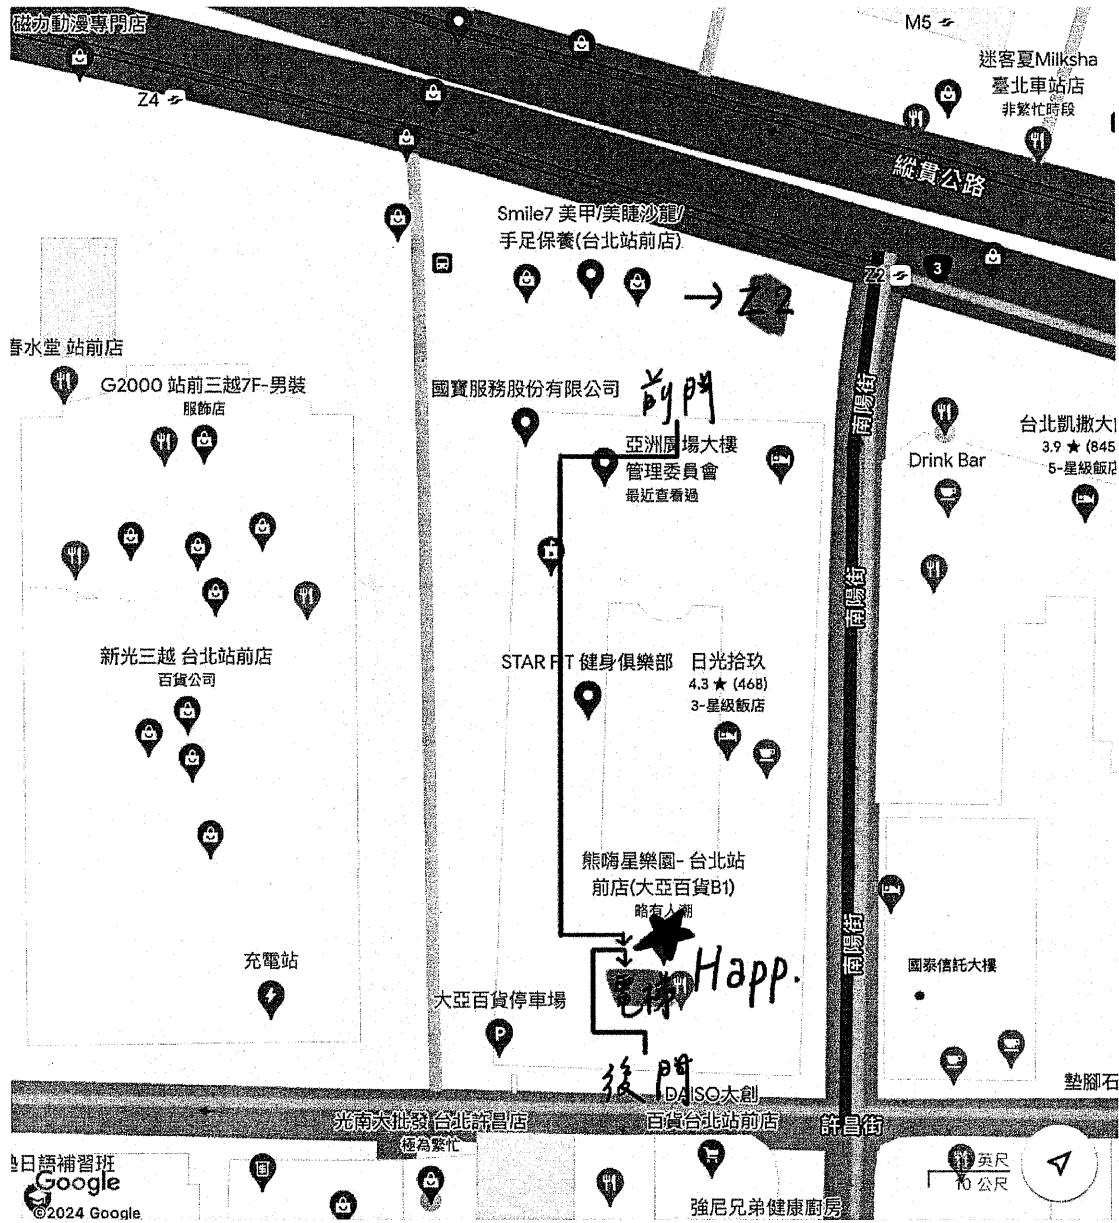 磁力動漫專門店
M5
迷客夏Milksha
臺北車站店
非繁忙時段
Z4
縱貫公路
Smile7 美甲/美睫沙龍/
手足保養(台北站前店)
→ Z2
Z2
3
春水堂 站前店
G2000 站前三越7F-男裝
服飾店
國寶服務股份有限公司
前門
南陽街
亞洲廣場大樓
管理委員會
最近查看過
Drink Bar
台北凱撒大
3.9 ★ (845
5-星級飯店
南陽街
新光三越 台北站前店
百貨公司
STAR FIT 健身俱樂部
日光拾玖
4.3 ★ (468)
3-星級飯店
熊嗨星樂園- 台北站
前店(大亞百貨B1)
略有人潮
南陽街
充電站
Happ.
電梯
國泰信託大樓
大亞百貨停車場
P
後門
DAISO大創
百貨台北站前店
墊腳石
光南大批發 台北許昌店
極為繁忙
許昌街
日語補習班
Google
©2024 Google
強尼兄弟健康廚房
英尺
10 公尺